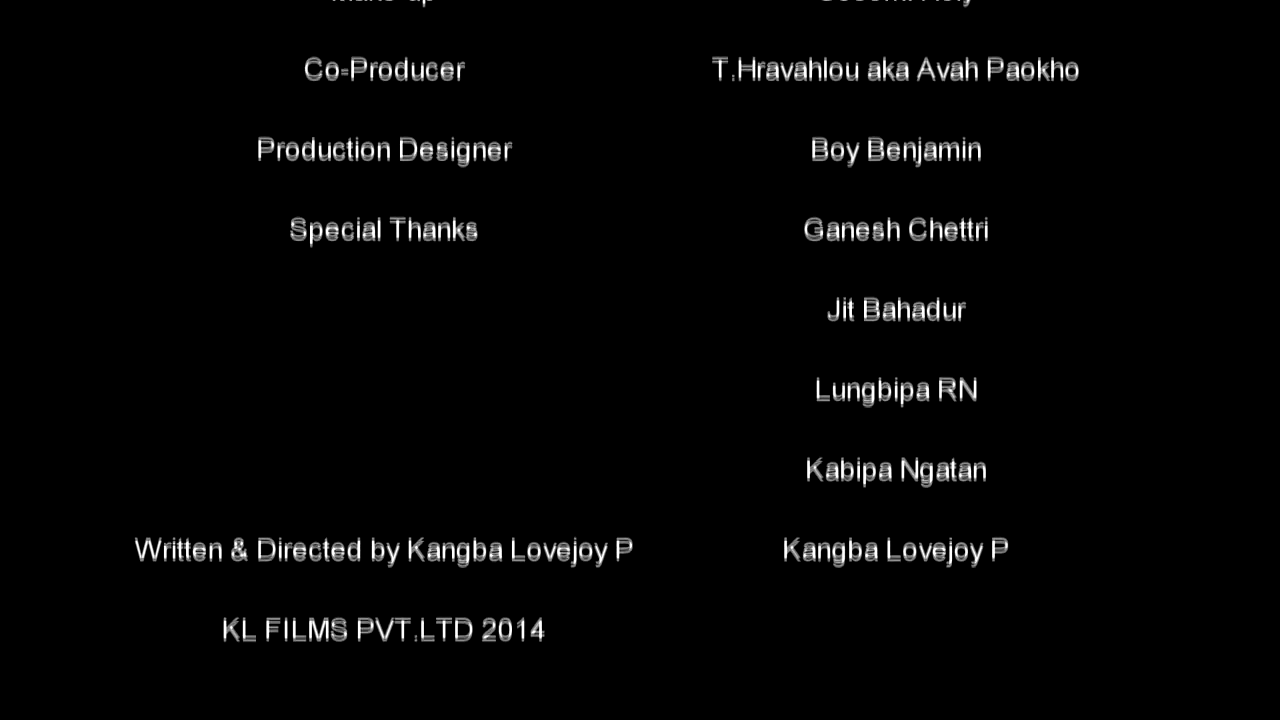 Co-Producer T.Hravahlou aka Avah Paokho
Production Designer Boy Benjamin
Special Thanks Ganesh Chettri
Jit Bahadur
Lungbipa RN
Kabipa Ngatan
Written & Directed by Kangba Lovejoy P Kangba Lovejoy P
KL FILMS PVT.LTD 2014